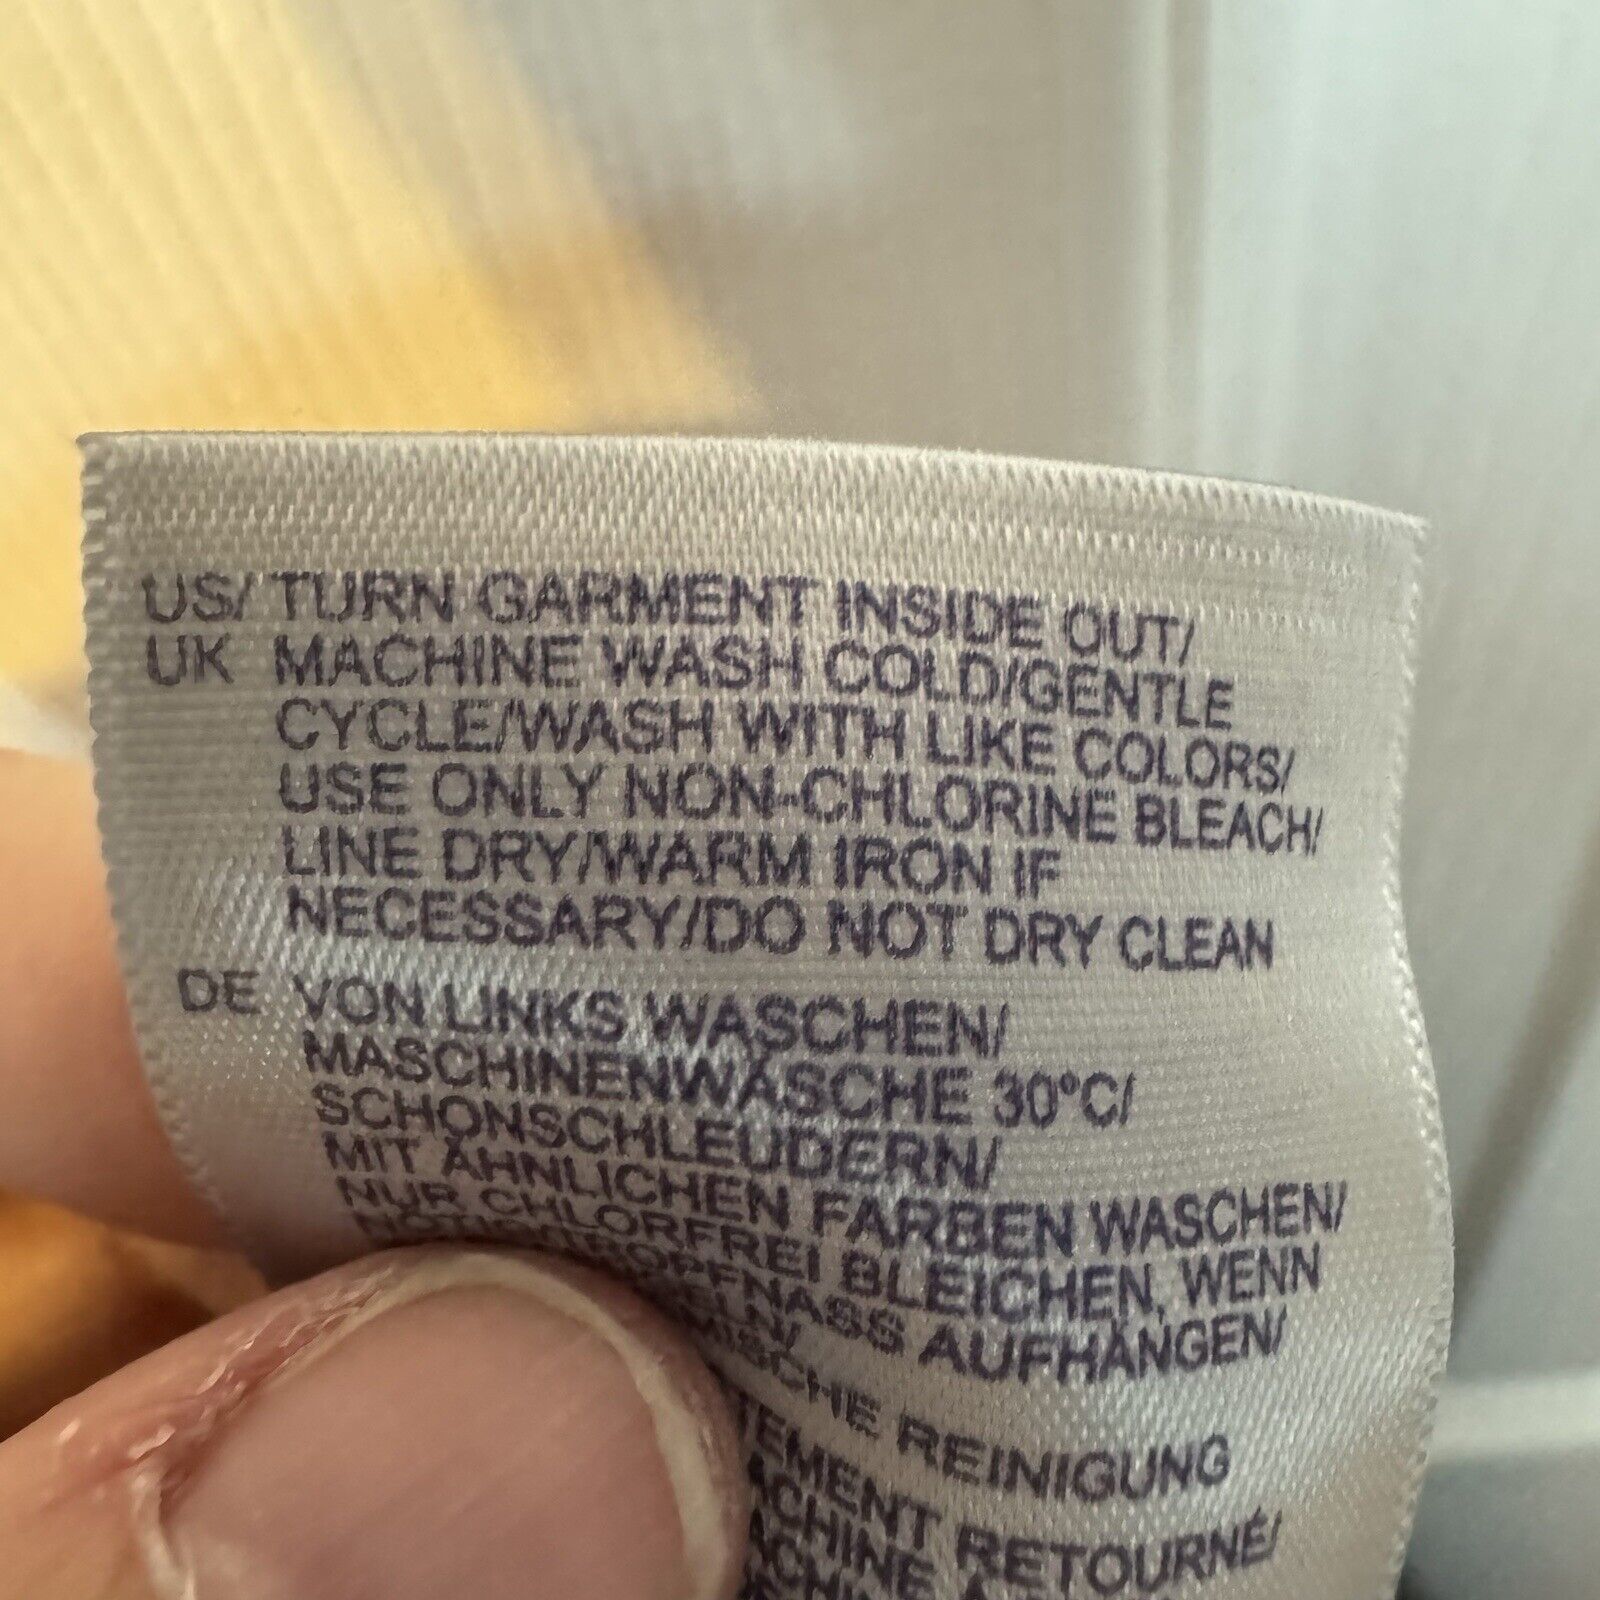 US/ TURN GARMENT INSIDE OUT/
UK MACHINE WASH COLD/GENTLE
CYCLE/WASH WITH LIKE COLORS/
USE ONLY NON-CHLORINE BLEACH/
LINE DRY/WARM IRON IF
NECESSARY/DO NOT DRY CLEAN
DE VON LINKS WASCHEN/
MASCHINENWÄSCHE 30°C/
SCHONSCHLEUDERN/
MIT ÄHNLICHEN FARBEN WASCHEN/
NUR CHLORFREI BLEICHEN, WENN
AUFHÄNGEN/
REINIGUNG
RETOURNÉ/